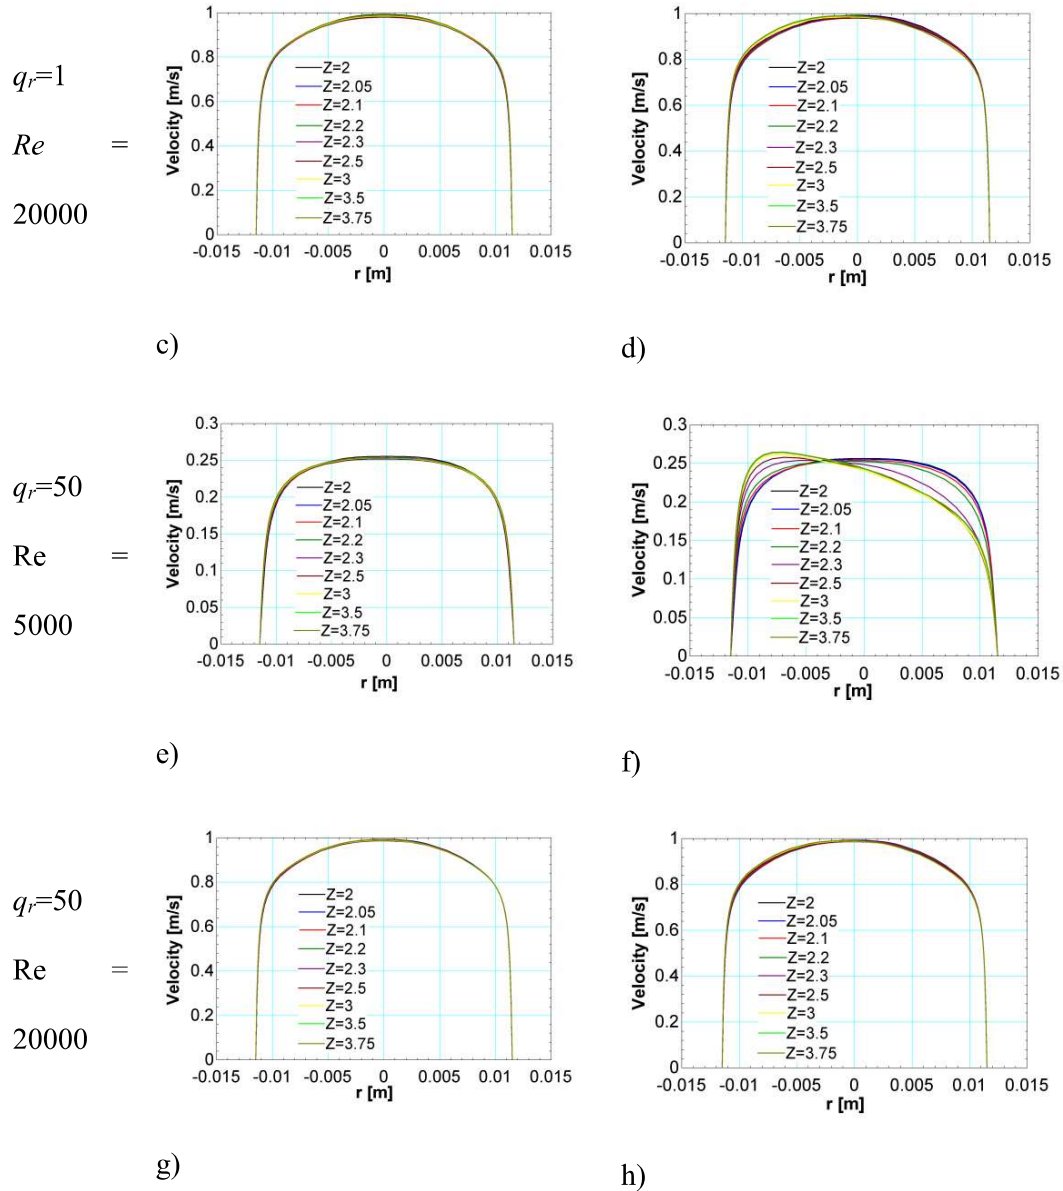 qr=1
Re =
20000
Velocity [m/s]
1
0.8
0.6
0.4
0.2
0
Z=2
Z=2.05
Z=2.1
Z=2.2
Z=2.3
Z=2.5
Z=3
Z=3.5
Z=3.75
-0.015 -0.01 -0.005 0 0.005 0.01 0.015
r [m]
c)
Velocity [m/s]
1
0.8
0.6
0.4
0.2
0
Z=2
Z=2.05
Z=2.1
Z=2.2
Z=2.3
Z=2.5
Z=3
Z=3.5
Z=3.75
-0.015 -0.01 -0.005 0 0.005 0.01 0.015
r [m]
d)
qr=50
Re =
5000
Velocity [m/s]
0.3
0.25
0.2
0.15
0.1
0.05
0
Z=2
Z=2.05
Z=2.1
Z=2.2
Z=2.3
Z=2.5
Z=3
Z=3.5
Z=3.75
-0.015 -0.01 -0.005 0 0.005 0.01 0.015
r [m]
e)
Velocity [m/s]
0.3
0.25
0.2
0.15
0.1
0.05
0
Z=2
Z=2.05
Z=2.1
Z=2.2
Z=2.3
Z=2.5
Z=3
Z=3.5
Z=3.75
-0.015 -0.01 -0.005 0 0.005 0.01 0.015
r [m]
f)
qr=50
Re =
20000
Velocity [m/s]
1
0.8
0.6
0.4
0.2
0
Z=2
Z=2.05
Z=2.1
Z=2.2
Z=2.3
Z=2.5
Z=3
Z=3.5
Z=3.75
-0.015 -0.01 -0.005 0 0.005 0.01 0.015
r [m]
g)
Velocity [m/s]
1
0.8
0.6
0.4
0.2
0
Z=2
Z=2.05
Z=2.1
Z=2.2
Z=2.3
Z=2.5
Z=3
Z=3.5
Z=3.75
-0.015 -0.01 -0.005 0 0.005 0.01 0.015
r [m]
h)